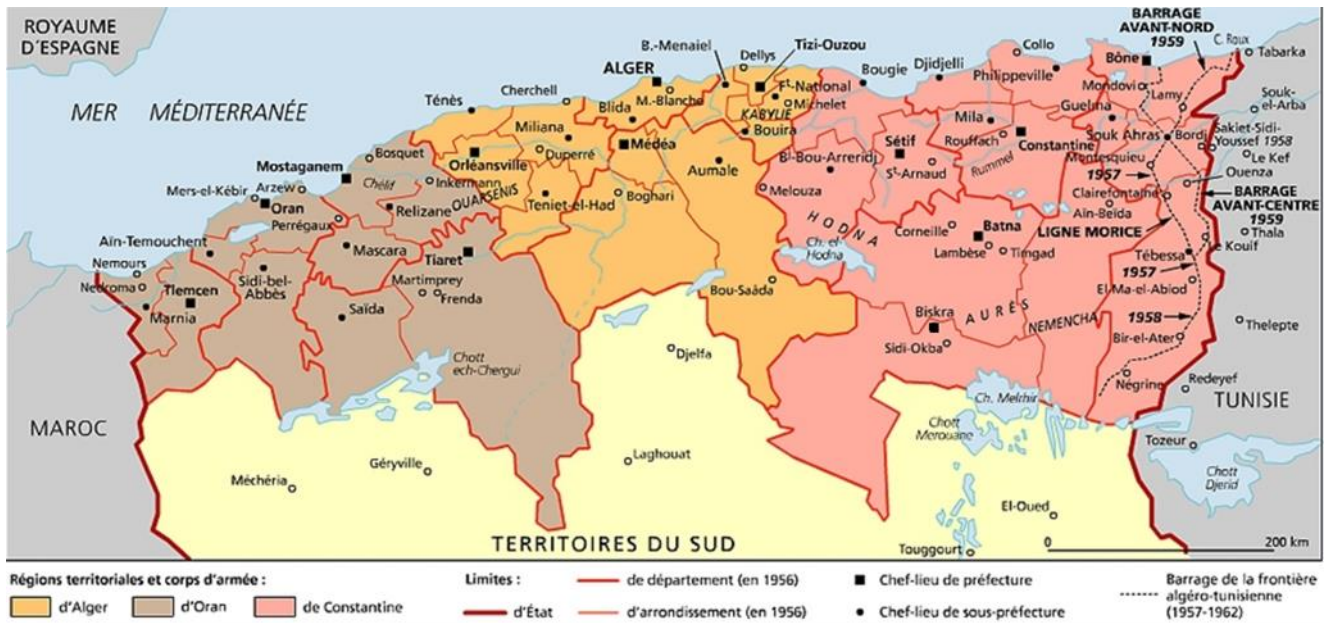 ROYAUME
D'ESPAGNE
MER MÉDITERRANÉE
MAROC
TUNISIE
TERRITOIRES DU SUD
BARRAGE
AVANT-NORD
1959
C. Roux
Tabarka
Collo
Bône
Dellys
Tizi-Ouzou
B.-Menaiel
ALGER
Bougie
Djidjelli
Philippeville
Mondovi
Lamy
Souk-
el-Arba
Cherchell
Ténès
Blida
M.-Blanche
Ft-National
Michelet
KABYLIE
Bouira
Guelma
Mila
Rouffach
Constantine
Souk Ahras
Bordj
Sakiet-Sidi-
Youssef 1958
Le Kef
Miliana
Duperré
Médéa
Orléansville
Aumale
Bj-Bou-Arreridj
Sétif
St-Arnaud
Rummel
Montesquieu
1957
Ouenza
Bosquet
Mostaganem
Chélif
Inkermann
OUARSENIS
Teniet-el-Had
Boghari
Melouza
Clairefontaine
Aïn-Beïda
BARRAGE
AVANT-CENTRE
1959
Mers-el-Kébir
Arzew
Oran
Perrégaux
Relizane
HODNA
Corneille
Batna
LIGNE MORICE
Thala
Le Kouif
Aïn-Temouchent
Mascara
Tiaret
Ch. el-
Hodna
Lambèse
Timgad
Tébessa
1957
Nemours
Nedroma
Tlemcen
Sidi-bel-
Abbès
Martimprey
Frenda
Bou-Saâda
El-Ma-el-Abiod
Marnia
Saïda
Biskra
AURÈS
NEMENCHA
1958
Thelepte
Sidi-Okba
Bir-el-Ater
Chott
ech-Chergui
Djelfa
Négrine
Redeyef
Ch. Melrhir
Chott
Merouane
Tozeur
Chott
Djerid
Méchéria
Géryville
Laghouat
El-Oued
Touggourt
0 200 km
Régions territoriales et corps d'armée :
d'Alger
d'Oran
de Constantine
Limites :
de département (en 1956)
d'État
d'arrondissement (en 1956)
Chef-lieu de préfecture
Chef-lieu de sous-préfecture
Barrage de la frontière
algéro-tunisienne
(1957-1962)